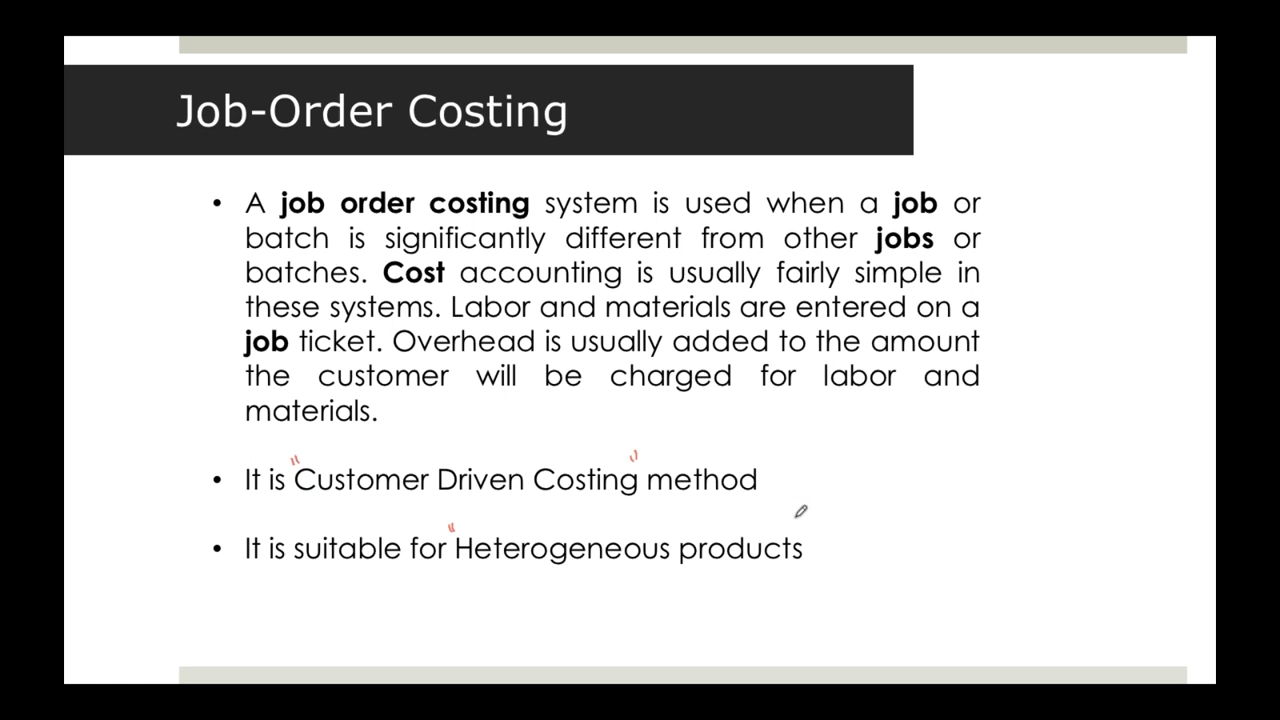 Job-Order Costing
• A job order costing system is used when a job or
batch is significantly different from other jobs or
batches. Cost accounting is usually fairly simple in
these systems. Labor and materials are entered on a
job ticket. Overhead is usually added to the amount
the customer will be charged for labor and
materials.
• It is "Customer Driven Costing" method
• It is suitable for "Heterogeneous products